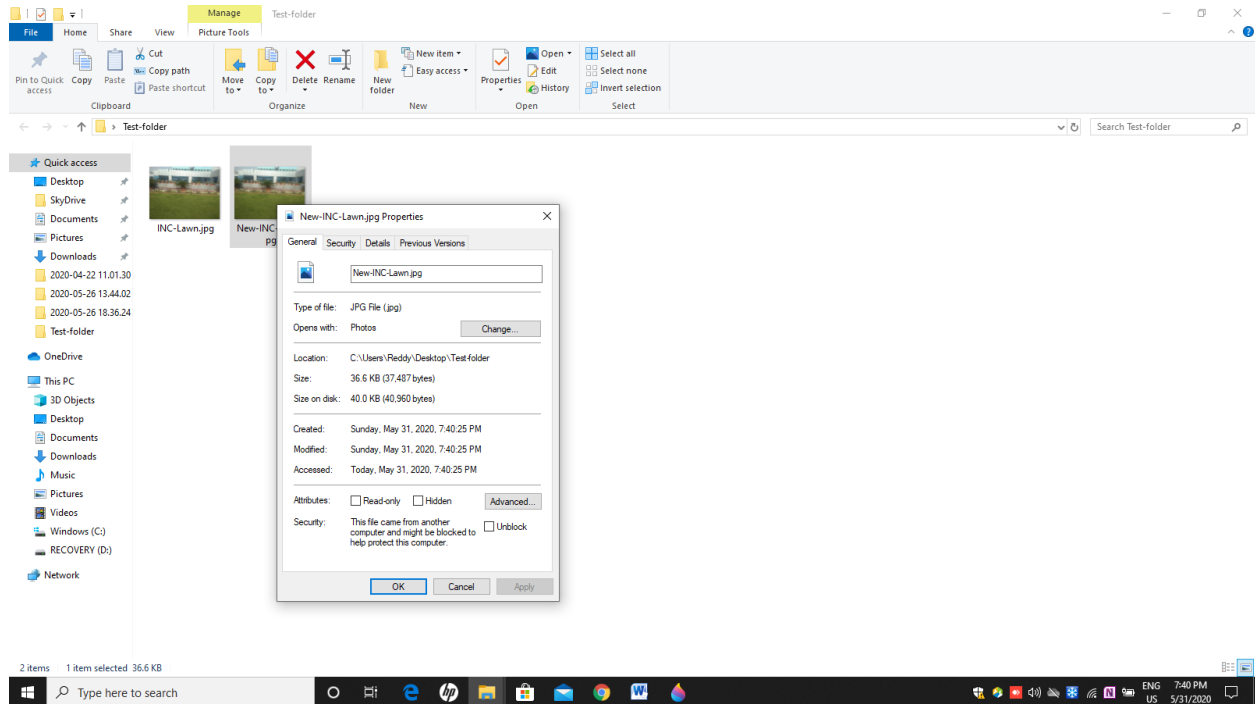 Manage
Test-folder
File
Home
Share
View
Picture Tools
Pin to Quick
access
Copy
Paste
Cut
Copy path
Paste shortcut
Clipboard
Move
to
Copy
to
Delete
Rename
Organize
New
folder
New item
Easy access
New
Properties
Open
Edit
History
Open
Select all
Select none
Invert selection
Select
Test-folder
Search Test-folder
Quick access
Desktop
SkyDrive
Documents
Pictures
Downloads
2020-04-22 11.01.30
2020-05-26 13.44.02
2020-05-26 18.36.24
Test-folder
OneDrive
This PC
3D Objects
Desktop
Documents
Downloads
Music
Pictures
Videos
Windows (C:)
RECOVERY (D:)
Network
INC-Lawn.jpg
New-INC-
pg
New-INC-Lawn.jpg Properties
General
Security
Details
Previous Versions
New-INC-Lawn.jpg
Type of file: JPG File (.jpg)
Opens with: Photos
Change...
Location: C:\Users\Reddy\Desktop\Test-folder
Size: 36.6 KB (37,487 bytes)
Size on disk: 40.0 KB (40,960 bytes)
Created: Sunday, May 31, 2020, 7:40:25 PM
Modified: Sunday, May 31, 2020, 7:40:25 PM
Accessed: Today, May 31, 2020, 7:40:25 PM
Attributes: Read-only Hidden Advanced...
Security: This file came from another
computer and might be blocked to
help protect this computer.
Unblock
OK
Cancel
Apply
2 items
1 item selected 36.6 KB
Type here to search
hp
W
N
ENG
US
7:40 PM
5/31/2020